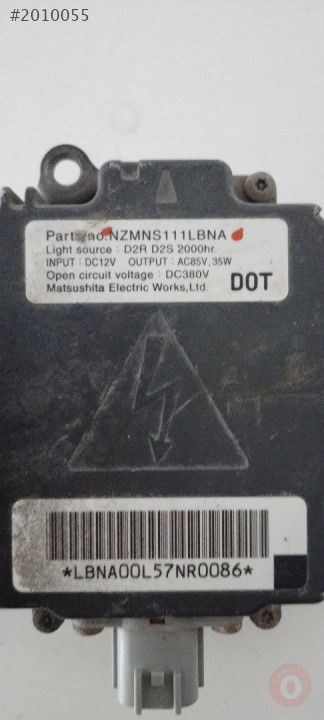 #2010055
Parts no. NZMNS111LBNA
Light source : D2R D2S 2000hr.
INPUT : DC12V OUTPUT : AC85V, 35W
Open circuit voltage : DC380V
Matsushita Electric Works, Ltd.
DOT
*LBNA00L57NR0086*